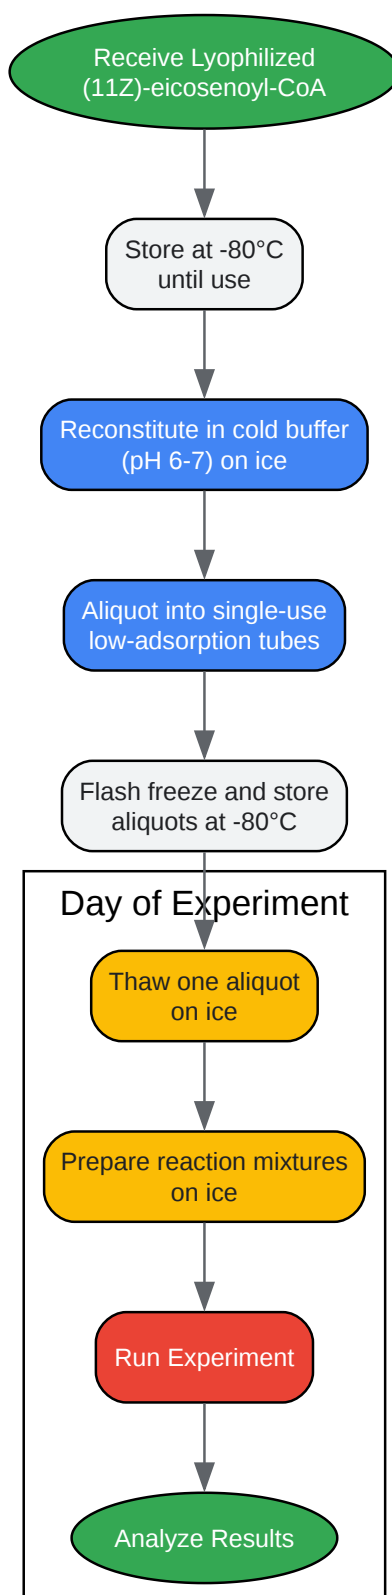 Receive Lyophilized
(11Z)-eicosenoyl-CoA
Store at -80°C
until use
Reconstitute in cold buffer
(pH 6-7) on ice
Aliquot into single-use
low-adsorption tubes
Flash freeze and store
aliquots at -80°C
Day of Experiment
Thaw one aliquot
on ice
Prepare reaction mixtures
on ice
Run Experiment
Analyze Results